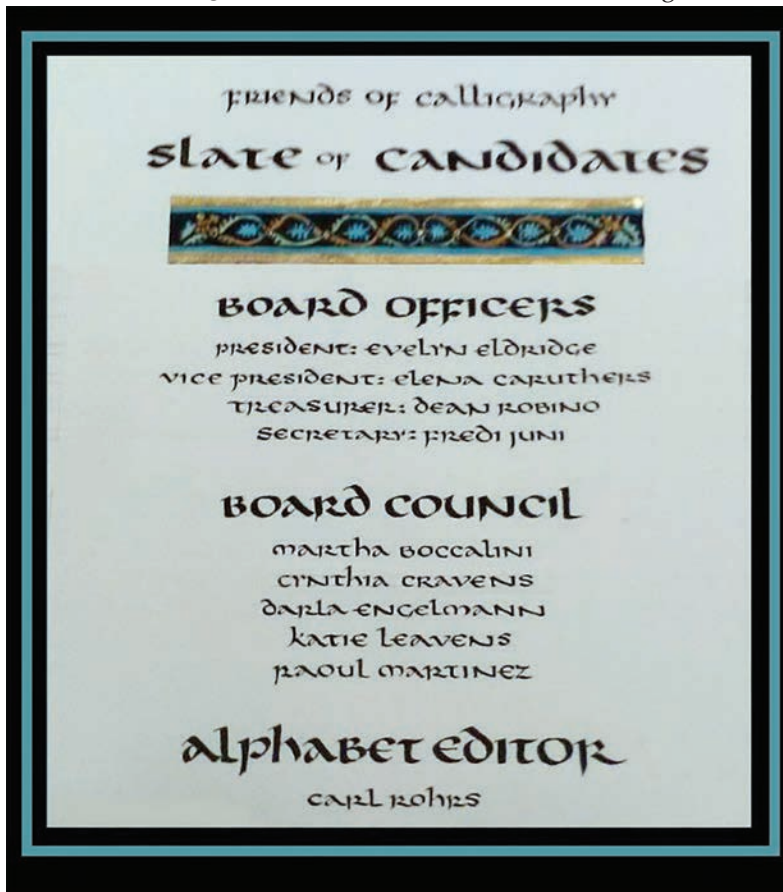 FRIENDS OF CALLIGRAPHY
SLATE OF CANDIDATES
BOARD OFFICERS
PRESIDENT: EVELYN ELDRIDGE
VICE PRESIDENT: ELENA CARUTHERS
TREASURER: DEAN ROBINO
SECRETARY: FREDI JUNI
BOARD COUNCIL
MARTHA BOCCALINI
CYNTHIA CRAVENS
DARLA ENGELMANN
KATIE LEAVENS
RAOUL MARTINEZ
ALPHABET EDITOR
CARL ROHRS